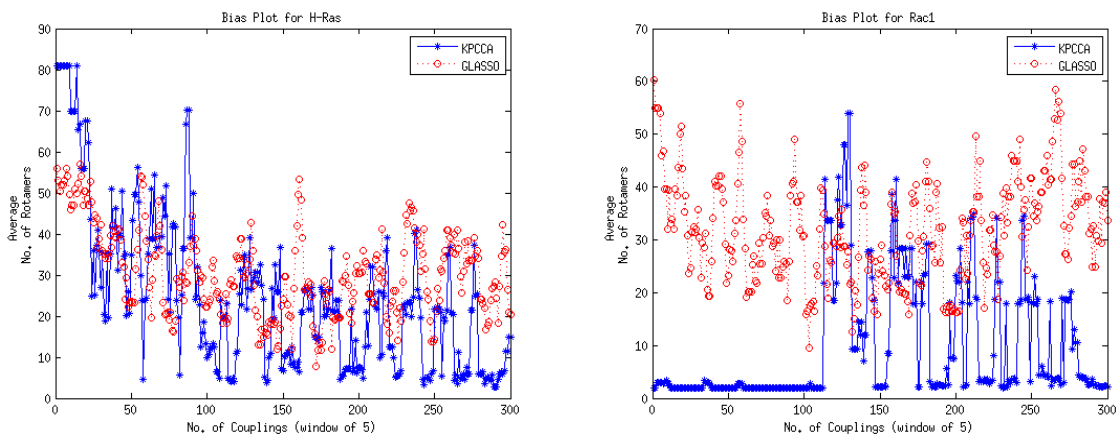 Bias Plot for H-Ras
90
80
70
60
50
40
30
20
10
0
0 50 100 150 200 250 300
Average
No. of Rotamers
No. of Couplings (window of 5)
KPCCA
GLASSO
Bias Plot for Rac1
70
60
50
40
30
20
10
0
0 50 100 150 200 250 300
Average
No. of Rotamers
No. of Couplings (window of 5)
KPCCA
GLASSO